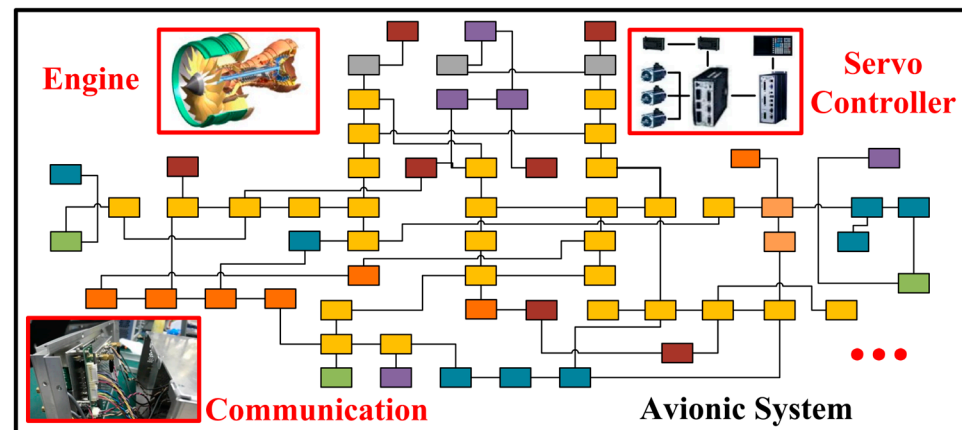 Engine
Servo
Controller
Communication
Avionic System